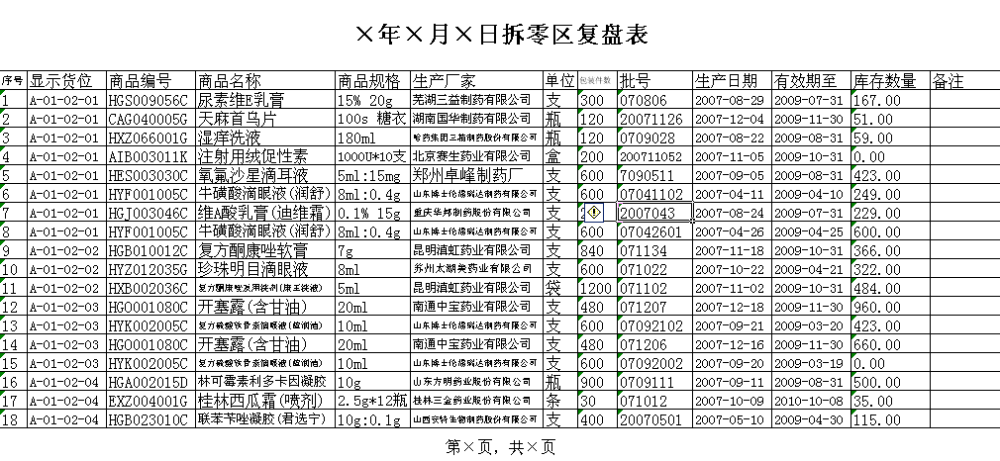 ×年×月×日拆零区复盘表
序号 显示货位 商品编号 商品名称 商品规格 生产厂家 单位 包装件数 批号 生产日期 有效期至 库存数量 备注
1 A-01-02-01 HGS009056C 尿素维E乳膏 15% 20g 芜湖三益制药有限公司 支 300 070806 2007-08-29 2009-07-31 167.00
2 A-01-02-01 CAG040005G 天麻首乌片 100s 糖衣 湖南国华制药有限公司 瓶 120 20071126 2007-12-04 2009-11-30 51.00
3 A-01-02-01 HXZ066001G 湿痒洗液 180ml 哈药集团三精制药股份有限公司 瓶 120 0709028 2007-08-22 2009-08-31 59.00
4 A-01-02-01 AIB003011K 注射用绒促性素 1000U*10支 北京赛生药业有限公司 盒 200 200711052 2007-11-05 2009-10-31 0.00
5 A-01-02-01 HES003030C 氧氟沙星滴耳液 5ml:15mg 郑州卓峰制药厂 支 600 7090511 2007-09-05 2009-08-31 249.00
6 A-01-02-01 HYF001005C 牛磺酸滴眼液(润舒) 8ml:0.4g 山东博士伦福瑞达制药有限公司 支 600 07041102 2007-04-11 2009-04-10 249.00
7 A-01-02-01 HGJ003046C 维A酸乳膏(迪维霜) 0.1% 15g 重庆华邦制药股份有限公司 支 2007043 2007-08-24 2009-07-31 229.00
8 A-01-02-01 HYF001005C 牛磺酸滴眼液(润舒) 8ml:0.4g 山东博士伦福瑞达制药有限公司 支 600 07042601 2007-04-26 2009-04-25 600.00
9 A-01-02-02 HGB010012C 复方酮康唑软膏 7g 昆明滇虹药业有限公司 支 840 071134 2007-11-18 2009-10-31 366.00
10 A-01-02-02 HYZ012035G 珍珠明目滴眼液 8ml 苏州太湖美药业有限公司 支 600 071022 2007-10-22 2009-04-21 322.00
11 A-01-02-02 HXB002036C 复方酮康唑发用洗剂(康王洗液) 5ml 昆明滇虹药业有限公司 袋 1200 071102 2007-11-02 2009-10-31 484.00
12 A-01-02-03 HGO001080C 开塞露(含甘油) 20ml 南通中宝药业有限公司 支 480 071207 2007-12-18 2009-11-30 960.00
13 A-01-02-03 HYK002005C 复方硫酸软骨素滴眼液(润洁) 10ml 山东博士伦福瑞达制药有限公司 支 600 07092102 2007-09-21 2009-03-20 423.00
14 A-01-02-03 HGO001080C 开塞露(含甘油) 20ml 南通中宝药业有限公司 支 480 071206 2007-12-16 2009-11-30 660.00
15 A-01-02-03 HYK002005C 复方硫酸软骨素滴眼液(润洁) 10ml 山东博士伦福瑞达制药有限公司 支 600 07092002 2007-09-20 2009-03-19 0.00
16 A-01-02-04 HGA002015D 林可霉素利多卡因凝胶 10g 山东方明药业股份有限公司 瓶 900 0709111 2007-09-11 2009-08-31 500.00
17 A-01-02-04 EXZ004001G 桂林西瓜霜(喷剂) 2.5g*12瓶 桂林三金药业股份有限公司 条 30 071012 2007-10-09 2010-10-08 35.00
18 A-01-02-04 HGB023010C 联苯苄唑凝胶(君选宁) 10g:0.1g 山西安特生物制药股份有限公司 支 400 20070501 2007-05-10 2009-04-30 115.00
第×页，共×页